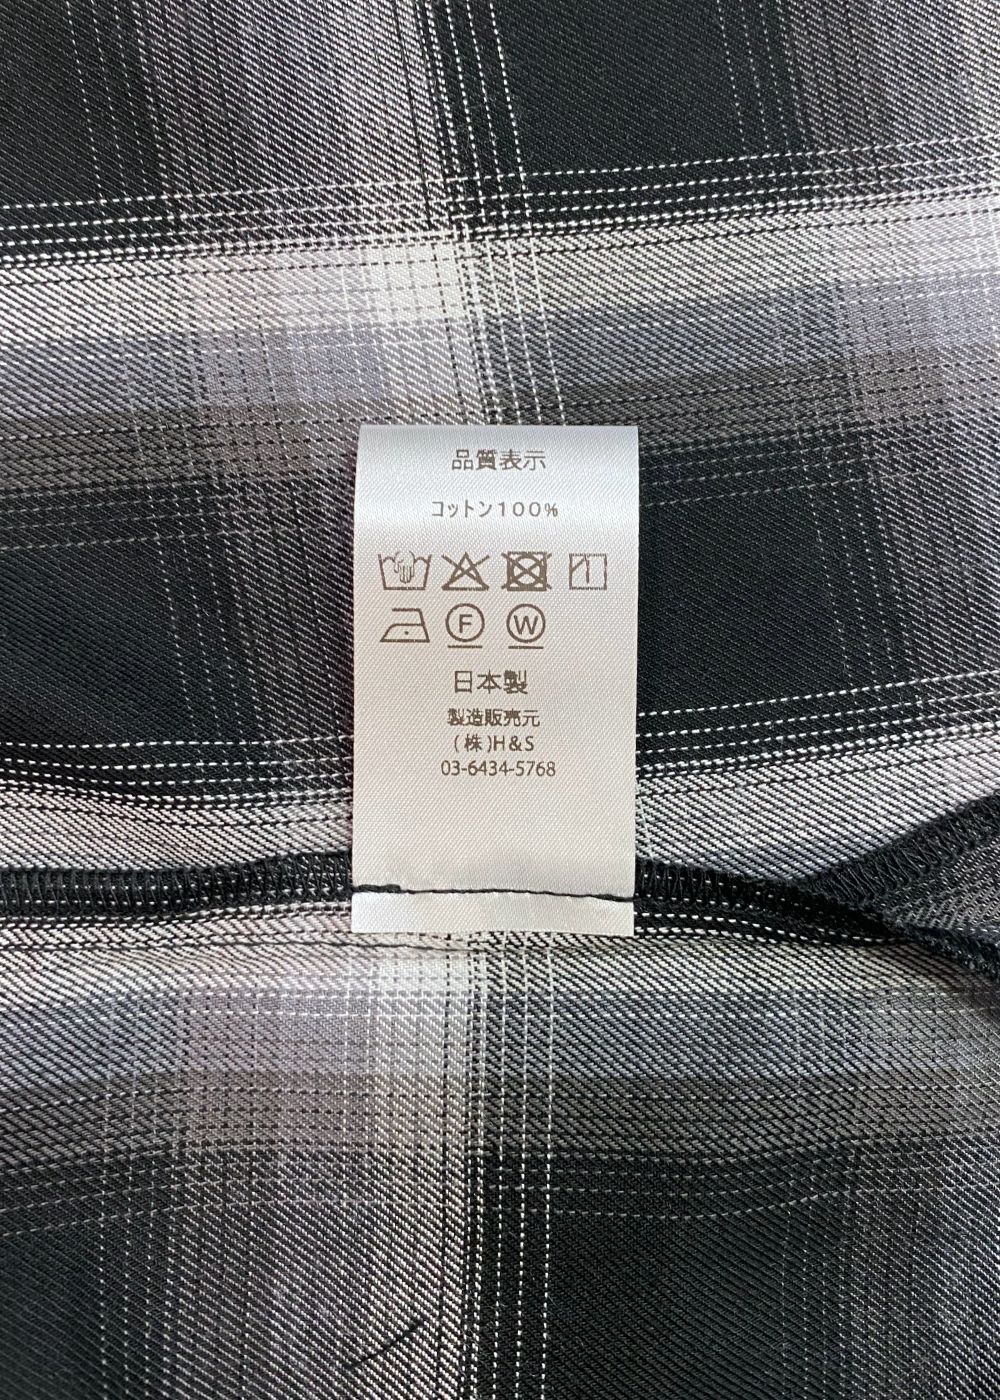 品質表示
コットン100%
F W
日本製
製造販売元
(株)H&S
03-6434-5768